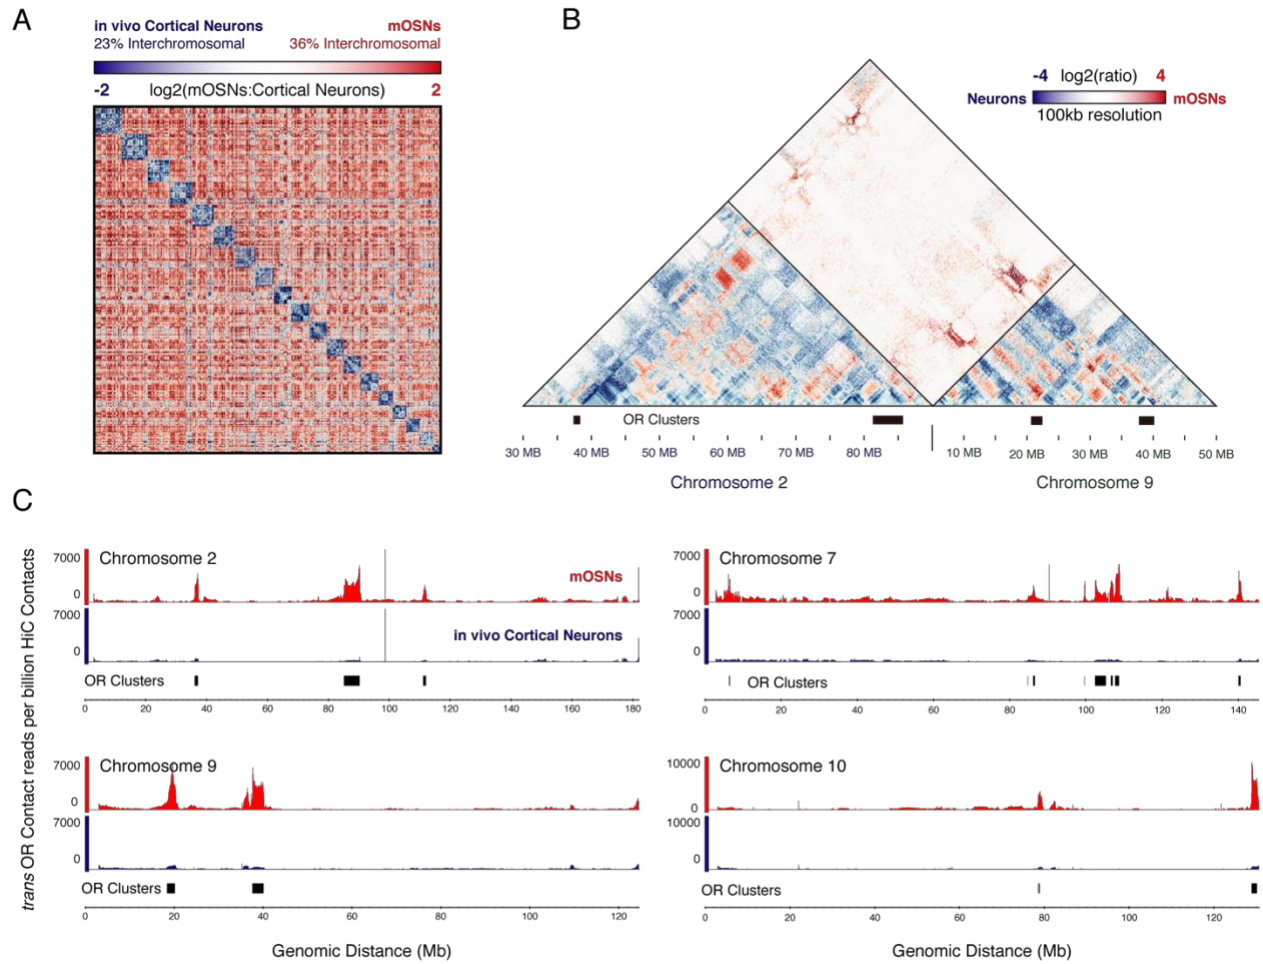 A
in vivo Cortical Neurons mOSNs
23% Interchromosomal 36% Interchromosomal
-2 log2(mOSNs:Cortical Neurons) 2
B
-4 log2(ratio) 4
Neurons mOSNs
100kb resolution
OR Clusters
30 MB 40 MB 50 MB 60 MB 70 MB 80 MB 10 MB 20 MB 30 MB 40 MB 50 MB
Chromosome 2 Chromosome 9
C
trans OR Contact reads per billion HiC Contacts
7000 Chromosome 2
mOSNs
0
7000
in vivo Cortical Neurons
0
OR Clusters
0 20 40 60 80 100 120 140 160 180
7000 Chromosome 7
0
7000
0
OR Clusters
0 20 40 60 80 100 120 140
7000 Chromosome 9
0
7000
0
OR Clusters
0 20 40 60 80 100 120
Genomic Distance (Mb)
10000 Chromosome 10
0
10000
0
OR Clusters
0 20 40 60 80 100 120
Genomic Distance (Mb)